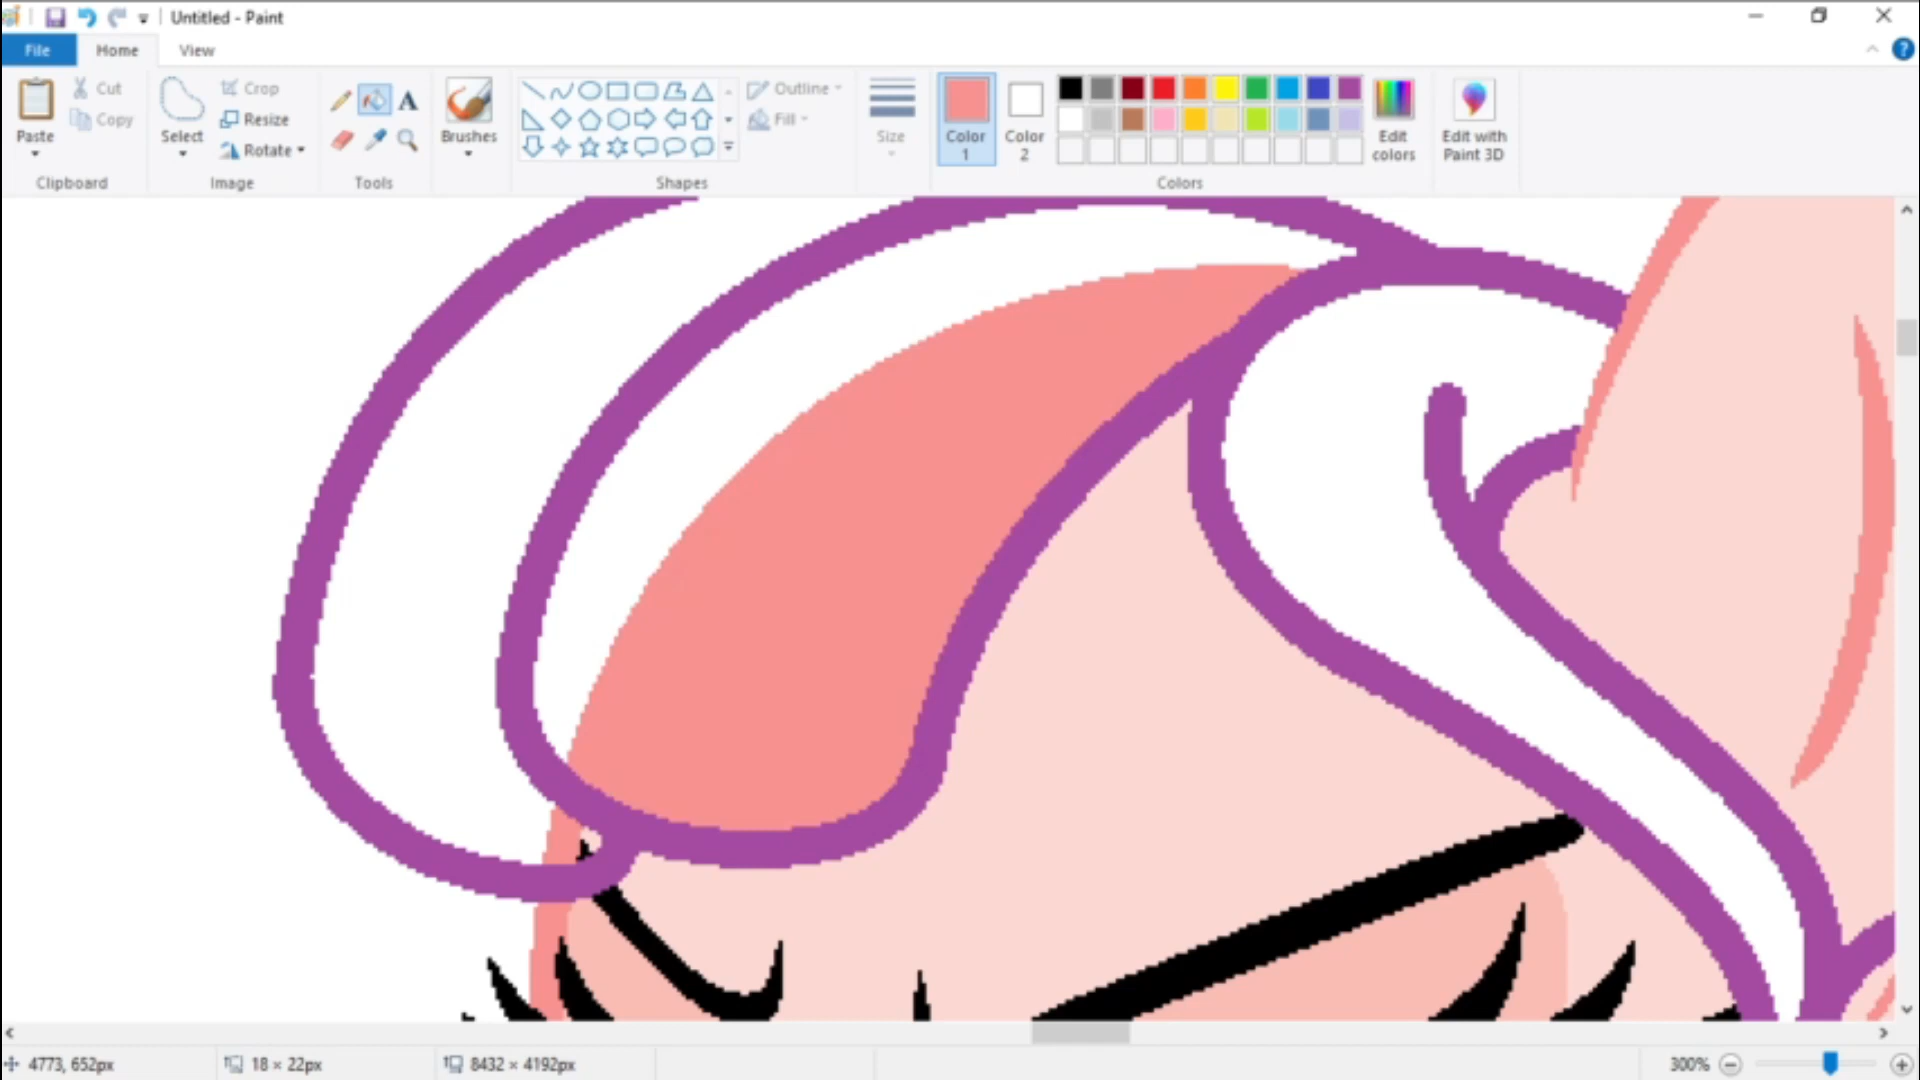 Untitled - Paint
File Home View
Paste
Cut
Copy
Clipboard
Select
Crop
Resize
Rotate
Image
A
Tools
Brushes
Outline
Fill
Shapes
Size
Color 1
Color 2
Edit colors
Colors
Edit with Paint 3D
4773, 652px
18 × 22px
8432 × 4192px
300%